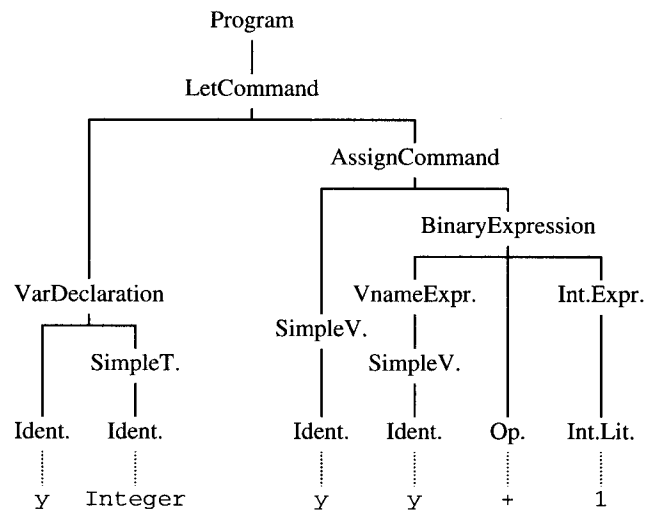 Program
LetCommand
AssignCommand
BinaryExpression
VarDeclaration VnameExpr. Int.Expr.
SimpleV.
SimpleT. SimpleV.
Ident. Ident. Ident. Ident. Op. Int.Lit.
y Integer y y + 1